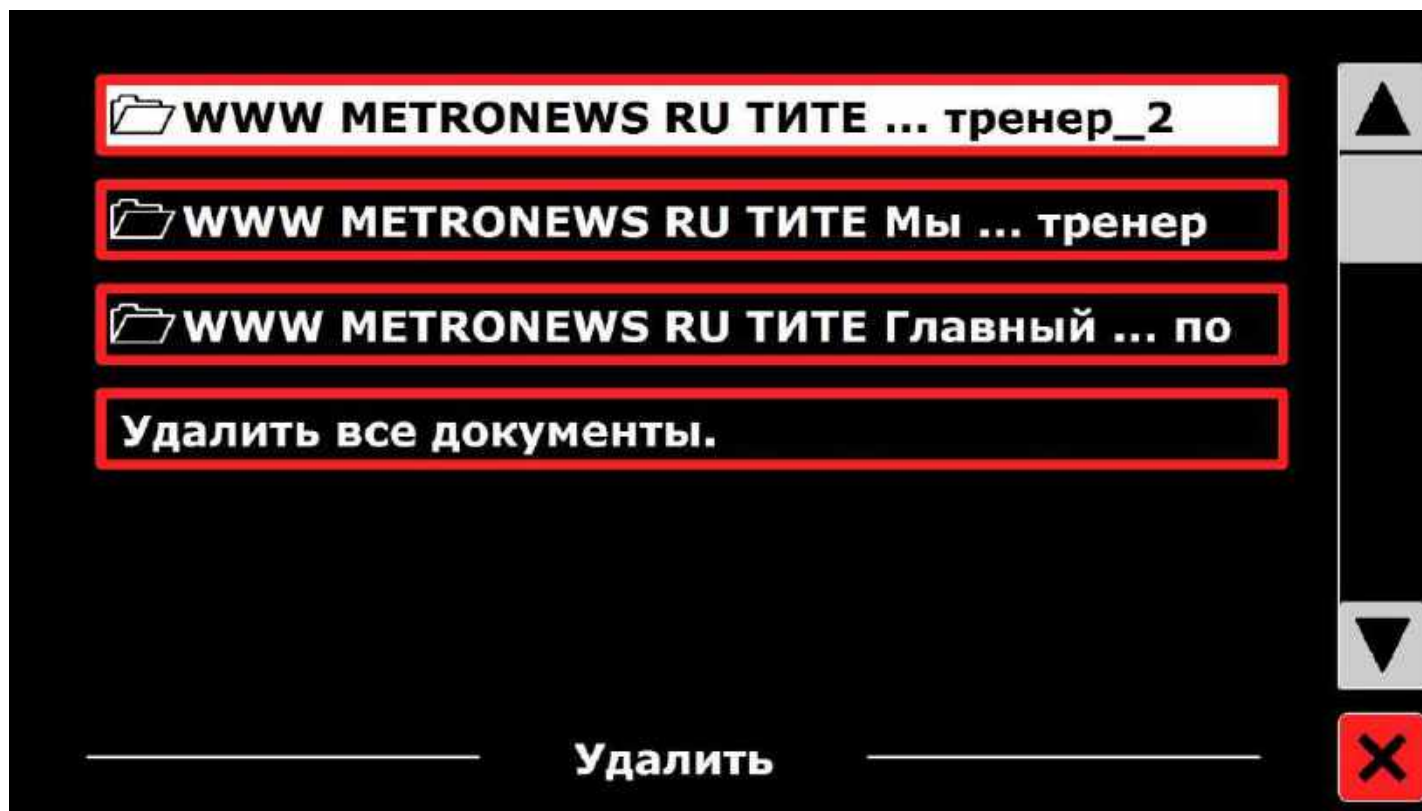 WWW METRONEWS RU ТИТЕ ... тренер_2
WWW METRONEWS RU ТИТЕ Мы ... тренер
WWW METRONEWS RU ТИТЕ Главный ... по
Удалить все документы.
Удалить